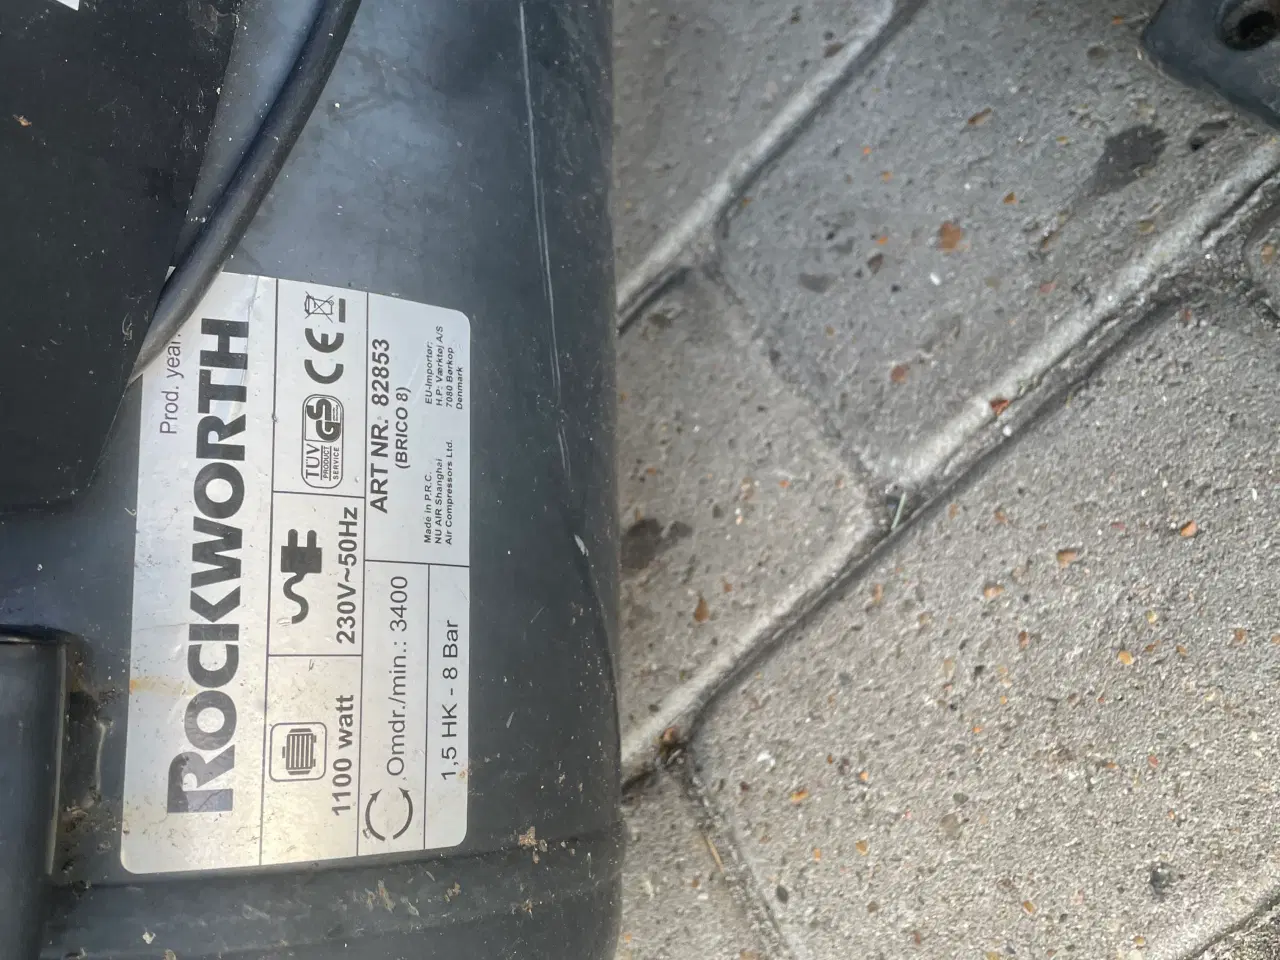 Prod. year:
ROCKWORTH
1100 watt
230V~50Hz
TÜV
PRODUCT
SERVICE
GS
CE
Omdr./min.: 3400
1,5 HK - 8 Bar
ART NR. 82853
(BRICO 8)
Made in P.R.C.
NU AIR Shanghai
Air Compressors Ltd.
EU-Importør:
H.P. Værktøj A/S
7080 Børkop
Denmark